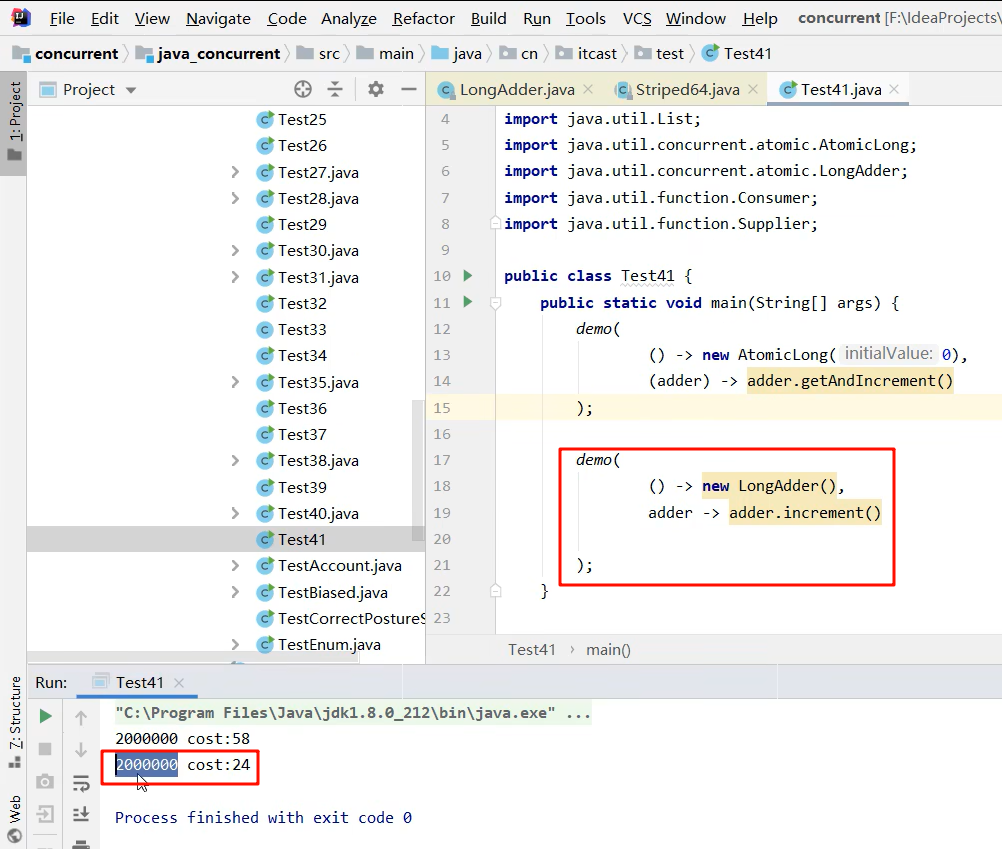 File Edit View Navigate Code Analyze Refactor Build Run Tools VCS Window Help concurrent [F:\IdeaProjects\
concurrent java_concurrent src main java cn itcast test Test41
1: Project
Project
LongAdder.java Striped64.java Test41.java
Test25
Test26
Test27.java
Test28.java
Test29
Test30.java
Test31.java
Test32
Test33
Test34
Test35.java
Test36
Test37
Test38.java
Test39
Test40.java
Test41
TestAccount.java
TestBiased.java
TestCorrectPostureS
TestEnum.java
4 import java.util.List;
5 import java.util.concurrent.atomic.AtomicLong;
6 import java.util.concurrent.atomic.LongAdder;
7 import java.util.function.Consumer;
8 import java.util.function.Supplier;
9
10 public class Test41 {
11 public static void main(String[] args) {
12 demo(
13 () -> new AtomicLong( initialValue: 0),
14 (adder) -> adder.getAndIncrement()
15 );
16
17 demo(
18 () -> new LongAdder(),
19 adder -> adder.increment()
20
21 );
22 }
23
Test41 › main()
Run: Test41
Z: Structure
Web
"C:\Program Files\Java\jdk1.8.0_212\bin\java.exe" ...
2000000 cost:58
2000000 cost:24
Process finished with exit code 0